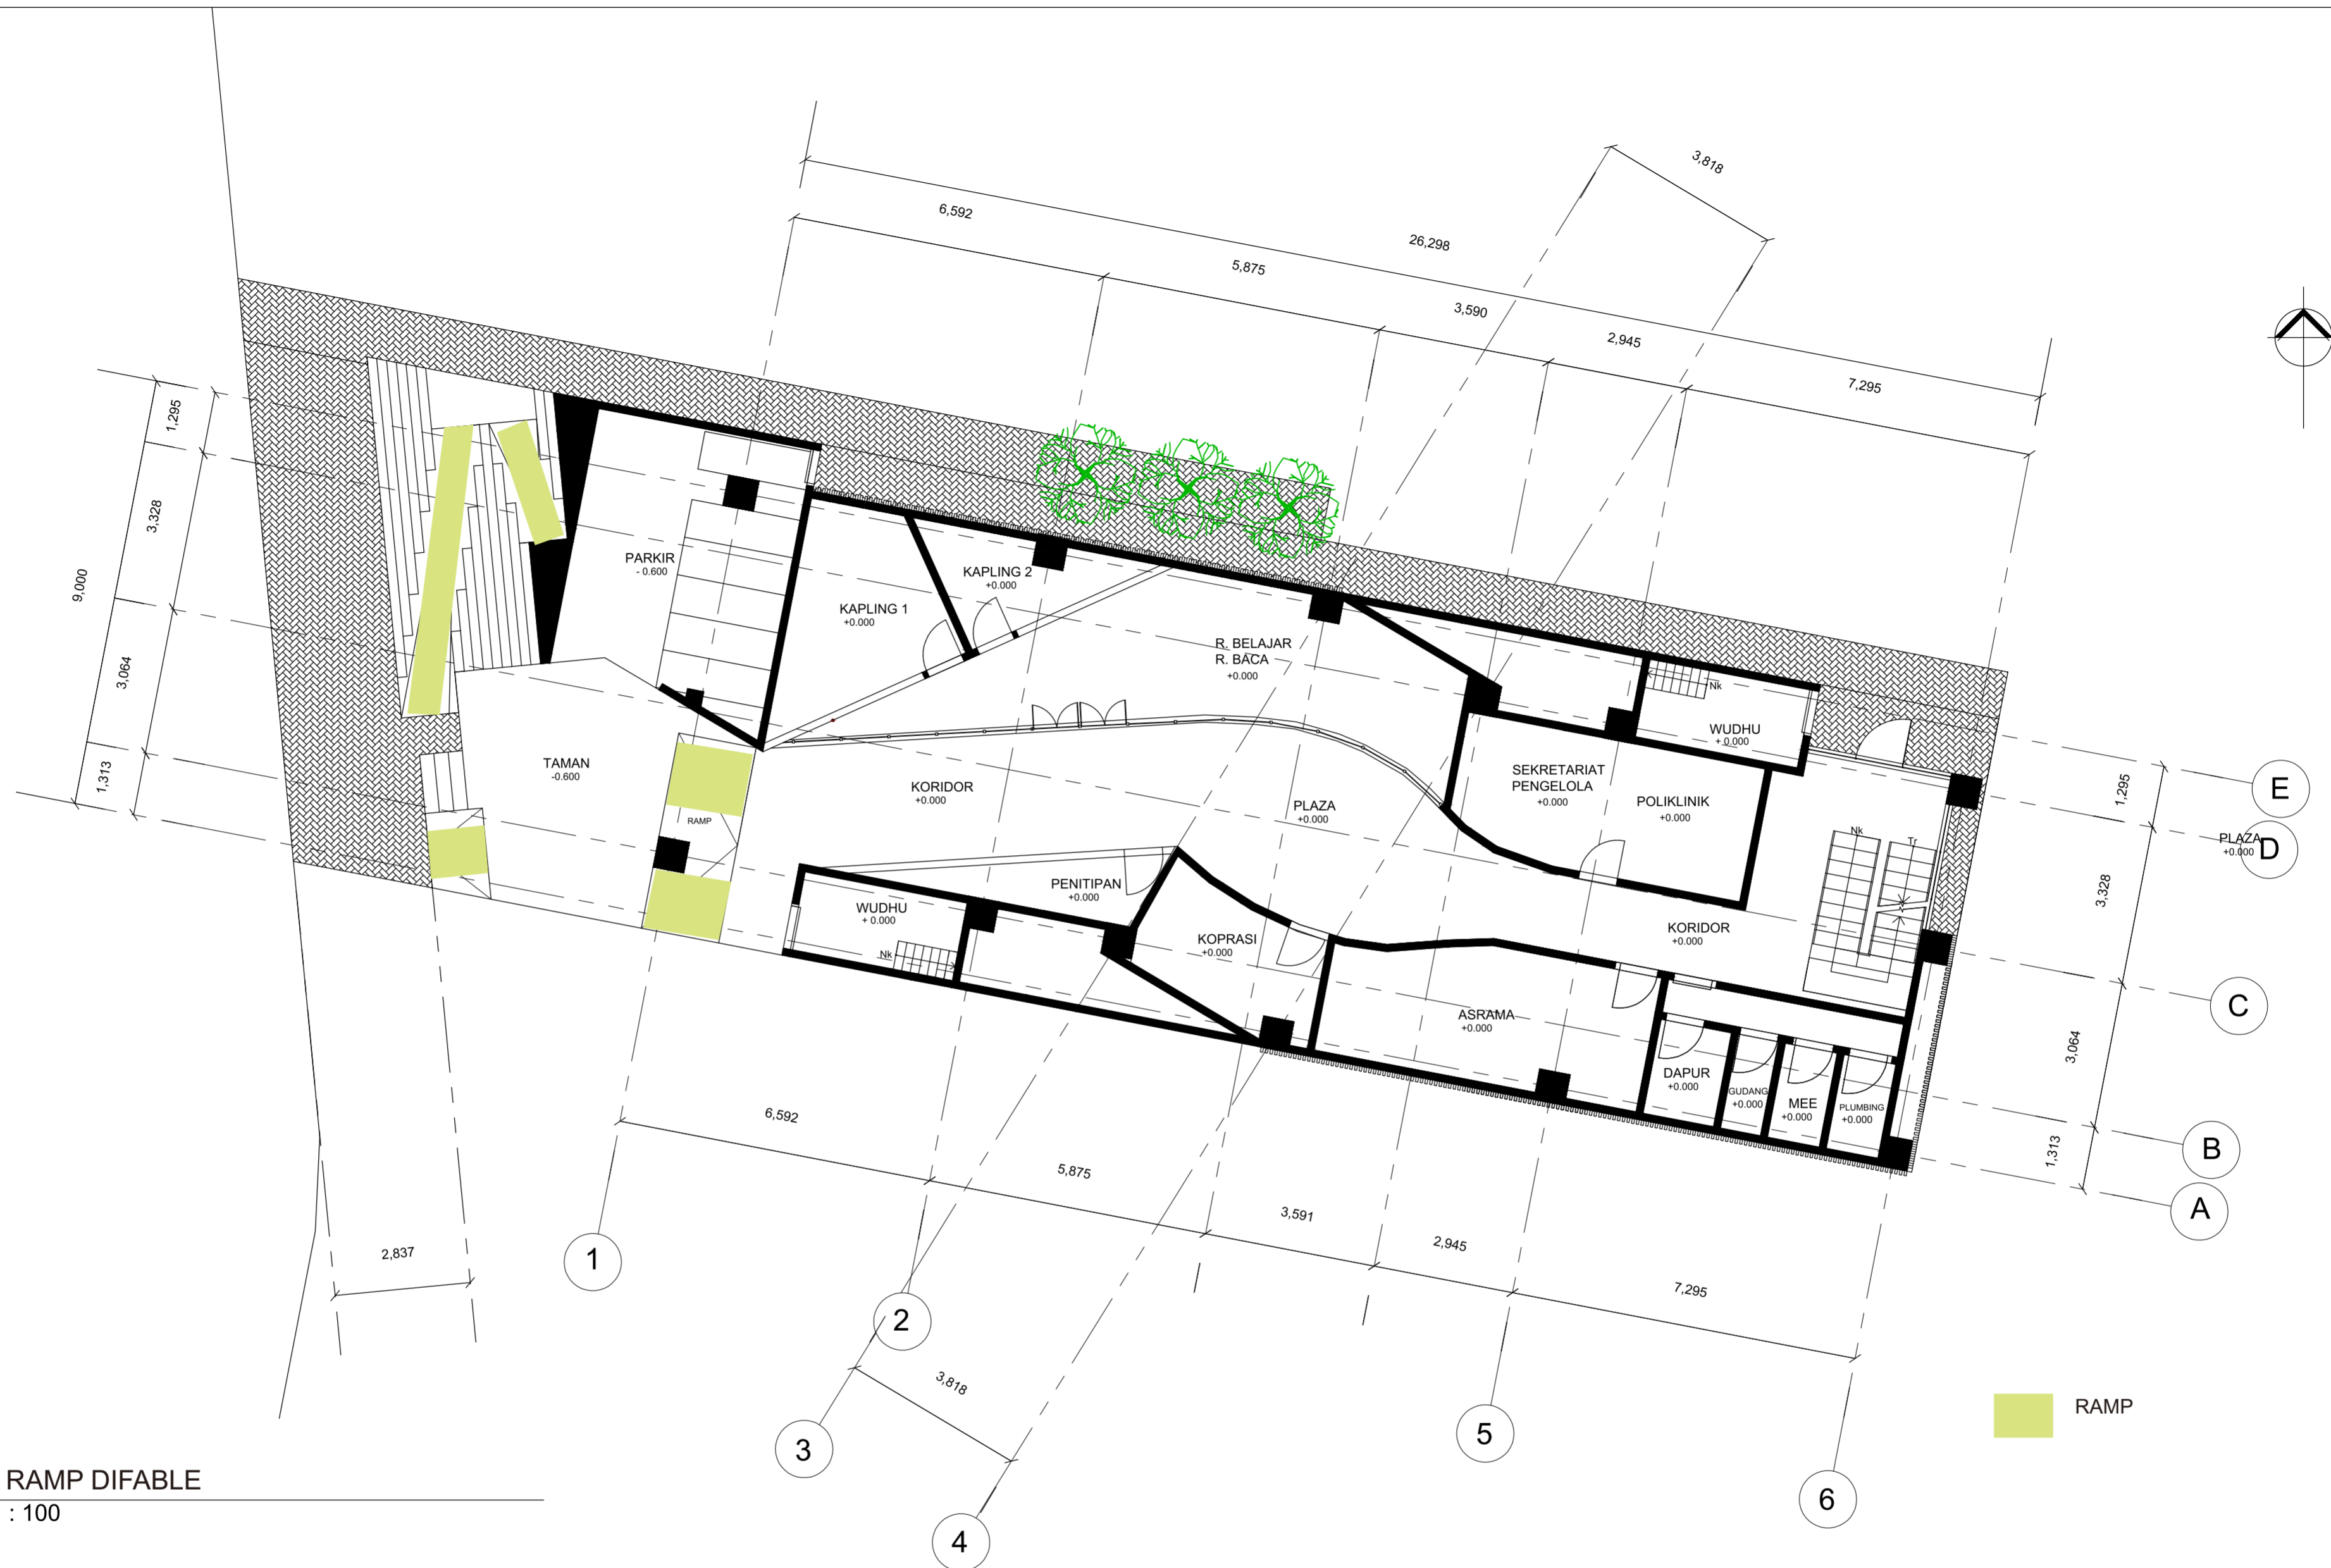 3,818
6,592
26,298
5,875
3,590
2,945
7,295
1,295
3,328
9,000
3,064
1,313
PARKIR
- 0.600
KAPLING 2
+0.000
KAPLING 1
+0.000
R. BELAJAR
R. BACA
+0.000
Nk
WUDHU
+ 0.000
TAMAN
-0.600
KORIDOR
+0.000
PLAZA
+0.000
SEKRETARIAT
PENGELOLA
+0.000
POLIKLINIK
+0.000
RAMP
Nk
Tr
PLAZA
+0.000
E
D
1,295
PENITIPAN
+0.000
WUDHU
+ 0.000
Nk
KOPRASI
+0.000
KORIDOR
+0.000
3,328
C
ASRAMA
+0.000
DAPUR
+0.000
GUDANG
+0.000
MEE
+0.000
PLUMBING
+0.000
3,064
B
1,313
A
6,592
5,875
3,591
2,945
7,295
2,837
1
2
3,818
3
4
5
6
RAMP
RAMP DIFABLE
: 100